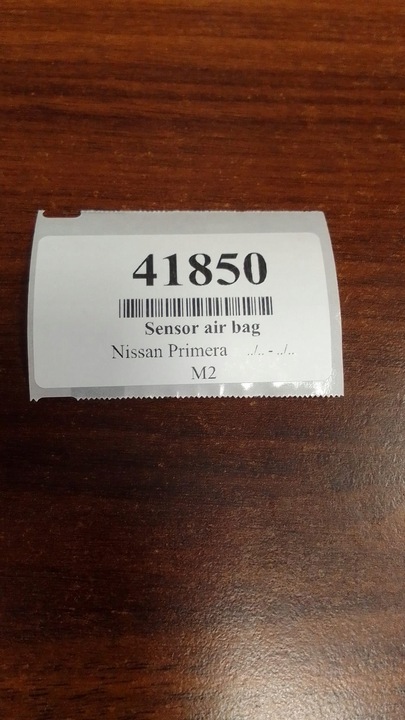 41850
Sensor air bag
Nissan Primera ../.. - ../..
M2